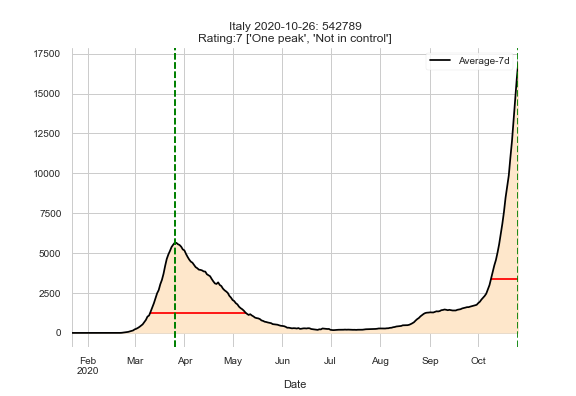 Italy 2020-10-26: 542789
Rating:7 ['One peak', 'Not in control']
Average-7d
17500
15000
12500
10000
7500
5000
2500
0
Feb Mar Apr May Jun Jul Aug Sep Oct
2020
Date